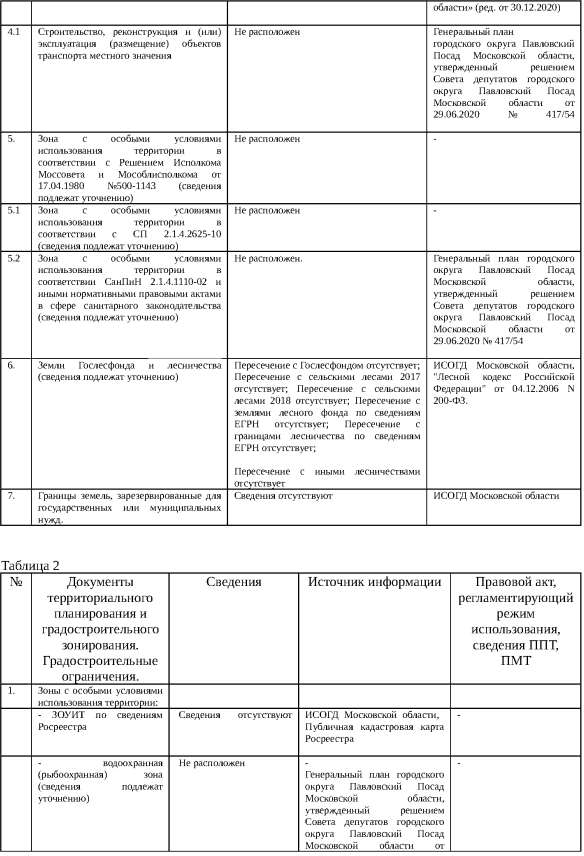 области» (ред. от 30.12.2020)
4.1
Строительство, реконструкция и (или)
эксплуатация (размещение) объектов
транспорта местного значения
Не расположен
Генеральный план
городского округа Павловский
Посад Московской области,
утвержденный решением
Совета депутатов городского
округа Павловский Посад
Московской области от
29.06.2020 № 417/54
5.
Зона с особыми условиями
использования территории в
соответствии с Решением Исполкома
Моссовета и Мособлисполкома от
17.04.1980 №500-1143 (сведения
подлежат уточнению)
Не расположен
-
5.1
Зона с особыми условиями
использования территории в
соответствии с СП 2.1.4.2625-10
(сведения подлежат уточнению)
Не расположен
-
5.2
Зона с особыми условиями
использования территории в
соответствии СанПиН 2.1.4.1110-02 и
иными нормативными правовыми актами
в сфере санитарного законодательства
(сведения подлежат уточнению)
Не расположен.
Генеральный план городского
округа Павловский Посад
Московской области,
утвержденный решением
Совета депутатов городского
округа Павловский Посад
Московской области от
29.06.2020 № 417/54
6.
Земли Гослесфонда и лесничества
(сведения подлежат уточнению)
Пересечение с Гослесфондом отсутствует;
Пересечение с сельскими лесами 2017
отсутствует; Пересечение с сельскими
лесами 2018 отсутствует; Пересечение с
землями лесного фонда по сведениям
ЕГРН отсутствует; Пересечение с
границами лесничества по сведениям
ЕГРН отсутствует;
Пересечение с иными лесничествами
отсутствует
ИСОГД Московской области,
"Лесной кодекс Российской
Федерации" от 04.12.2006 N
200-ФЗ.
7.
Границы земель, зарезервированные для
государственных или муниципальных
нужд.
Сведения отсутствуют
ИСОГД Московской области
Таблица 2
№
Документы
территориального
планирования и
градостроительного
зонирования.
Градостроительные
ограничения.
Сведения
Источник информации
Правовой акт,
регламентирующий
режим
использования,
сведения ППТ,
ПМТ
1.
Зоны с особыми условиями
использования территории:
- ЗОУИТ по сведениям
Росреестра
Сведения отсутствуют
ИСОГД Московской области,
Публичная кадастровая карта
Росреестра
-
- водоохранная
(рыбоохранная) зона
(сведения подлежат
уточнению)
Не расположен
-
Генеральный план городского
округа Павловский Посад
Московской области,
утвержденный решением
Совета депутатов городского
округа Павловский Посад
Московской области от
-